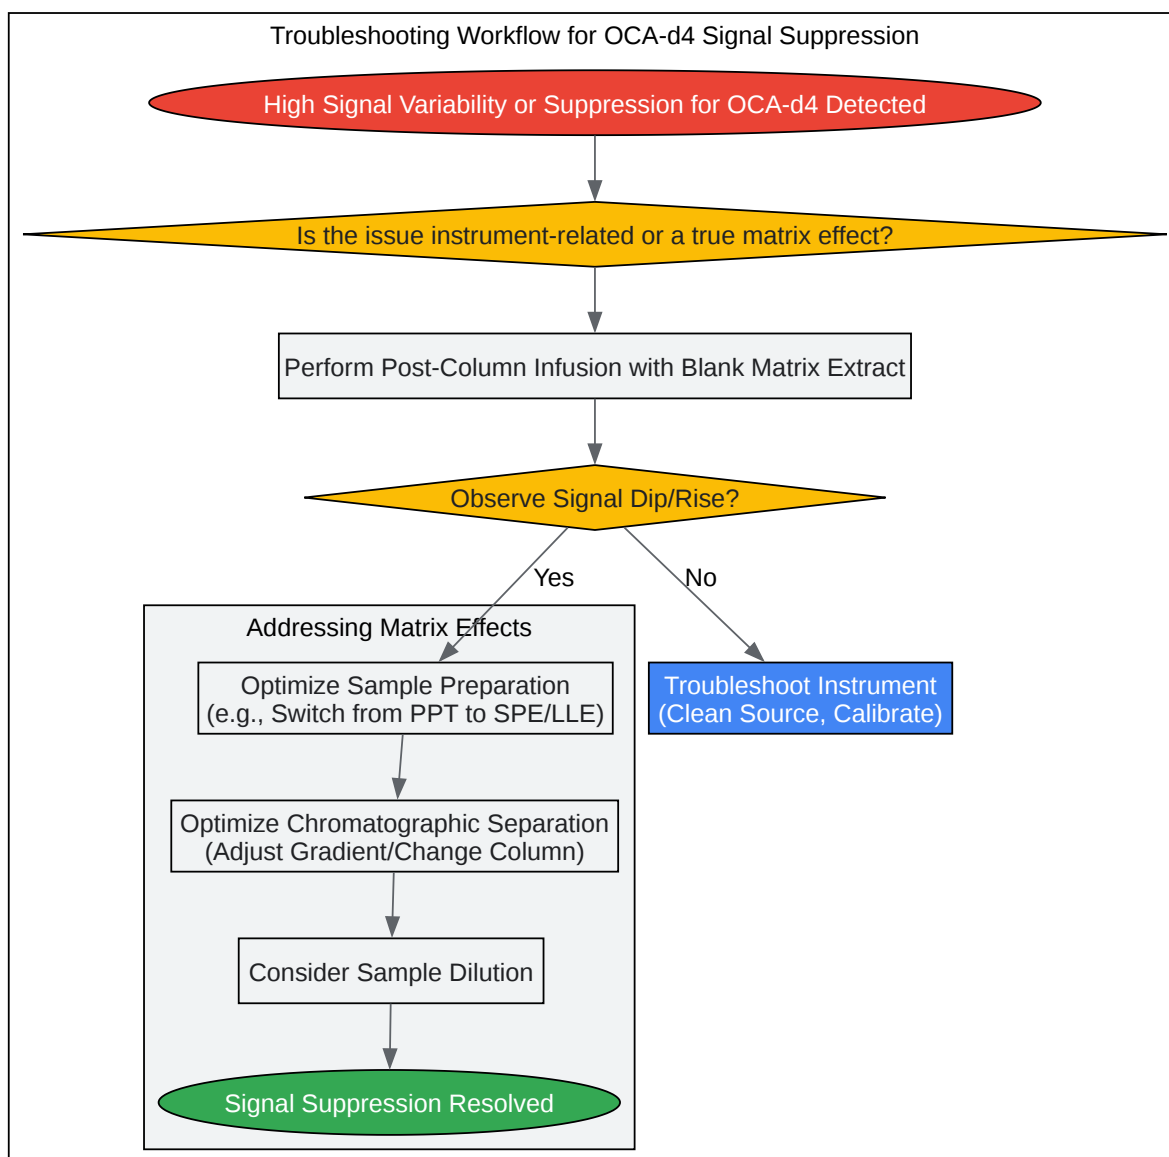 Troubleshooting Workflow for OCA-d4 Signal Suppression
High Signal Variability or Suppression for OCA-d4 Detected
Is the issue instrument-related or a true matrix effect?
Perform Post-Column Infusion with Blank Matrix Extract
Observe Signal Dip/Rise?
Yes
No
Addressing Matrix Effects
Optimize Sample Preparation
(e.g., Switch from PPT to SPE/LLE)
Troubleshoot Instrument
(Clean Source, Calibrate)
Optimize Chromatographic Separation
(Adjust Gradient/Change Column)
Consider Sample Dilution
Signal Suppression Resolved